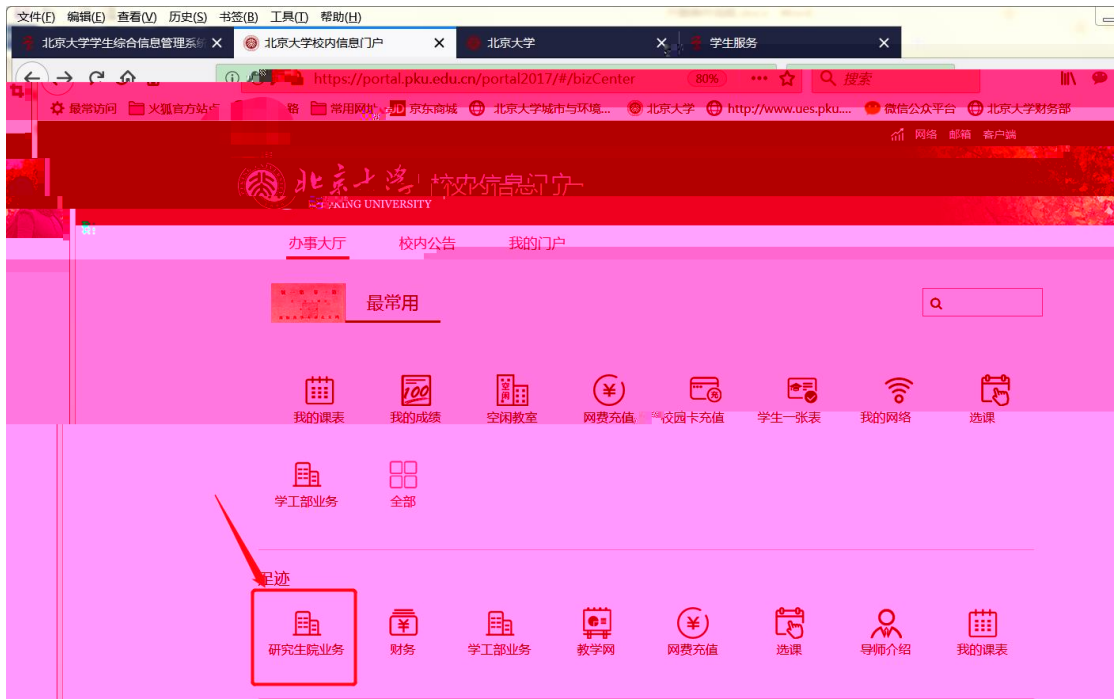 文件(F) 编辑(E) 查看(V) 历史(S) 书签(B) 工具(T) 帮助(H)
北京大学学生综合信息管理系统 北京大学校内信息门户 北京大学 学生服务
https://portal.pku.edu.cn/portal2017/#/bizCenter 80% 搜索
最常访问 火狐官方站点 常用网址 JD 京东商城 北京大学城市与环境... 北京大学 http://www.ues.pku.... 微信公众平台 北京大学财务部
网络 邮箱 客户端
北京大学 校内信息门户
PEKING UNIVERSITY
办事大厅 校内公告 我的门户
最常用
我的课表 我的成绩 空闲教室 网费充值 校园卡充值 学生一张表 我的网络 选课
学工部业务 全部
足迹
研究生院业务 财务 学工部业务 教学网 网费充值 选课 导师介绍 我的课表